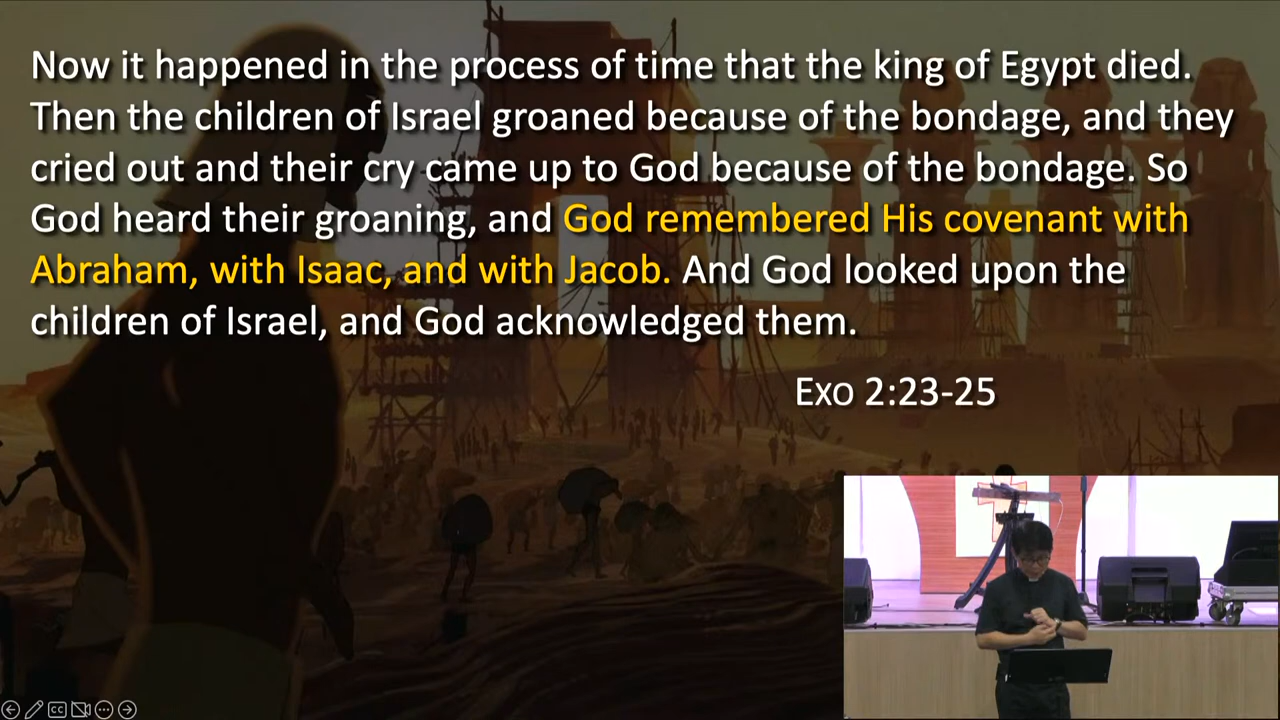 Now it happened in the process of time that the king of Egypt died.
Then the children of Israel groaned because of the bondage, and they
cried out and their cry came up to God because of the bondage. So
God heard their groaning, and God remembered His covenant with
Abraham, with Isaac, and with Jacob. And God looked upon the
children of Israel, and God acknowledged them.
Exo 2:23-25
CC